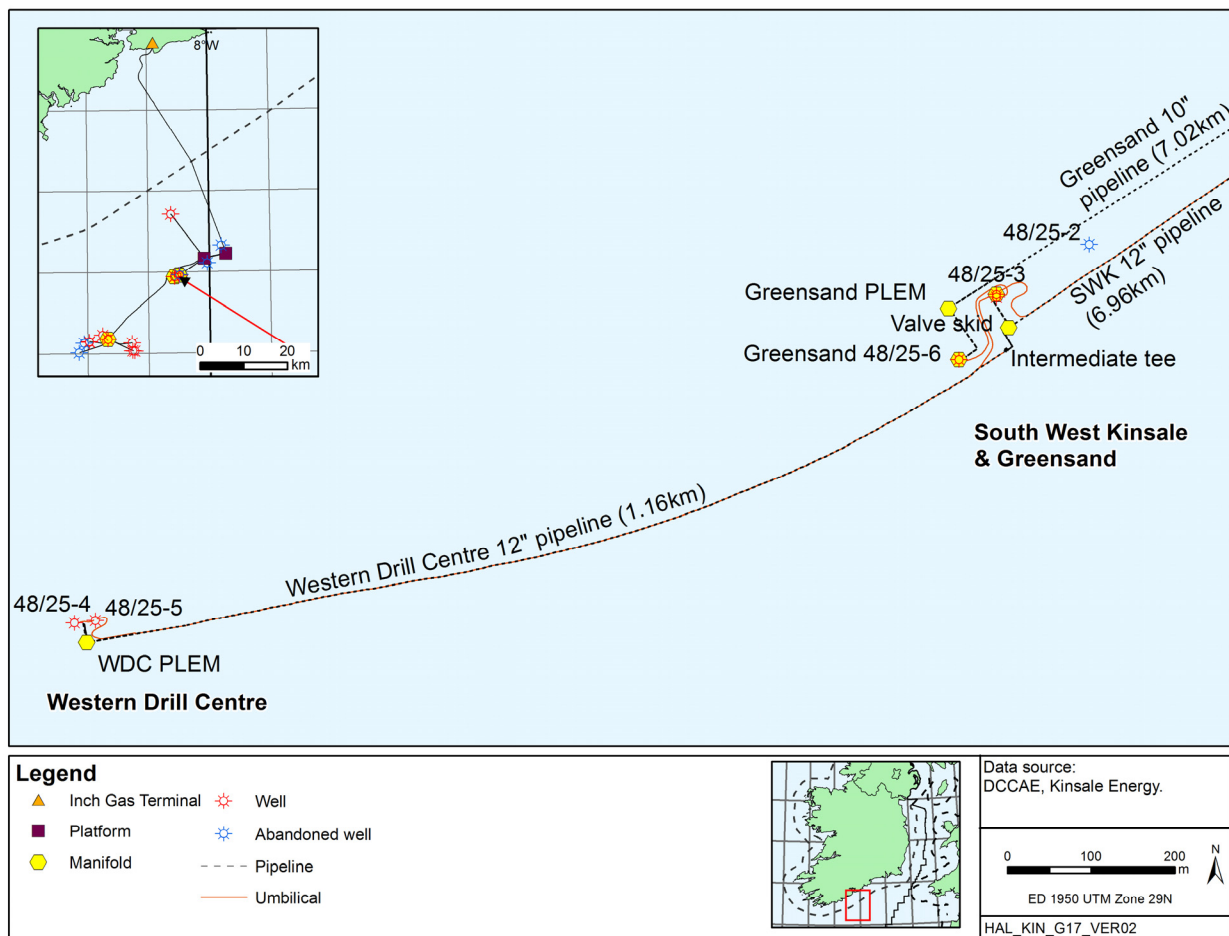 8°W
0 10 20
km
Greensand 10"
pipeline (7.02km)
48/25-2
SWK 12" pipeline
(6.96km)
48/25-3
Greensand PLEM
Valve skid
Greensand 48/25-6
Intermediate tee
South West Kinsale
& Greensand
Western Drill Centre 12" pipeline (1.16km)
48/25-4
48/25-5
WDC PLEM
Western Drill Centre
Legend
Inch Gas Terminal
Platform
Manifold
Well
Abandoned well
Pipeline
Umbilical
Data source:
DCCAE, Kinsale Energy.
0 100 200
m
N
ED 1950 UTM Zone 29N
HAL_KIN_G17_VER02